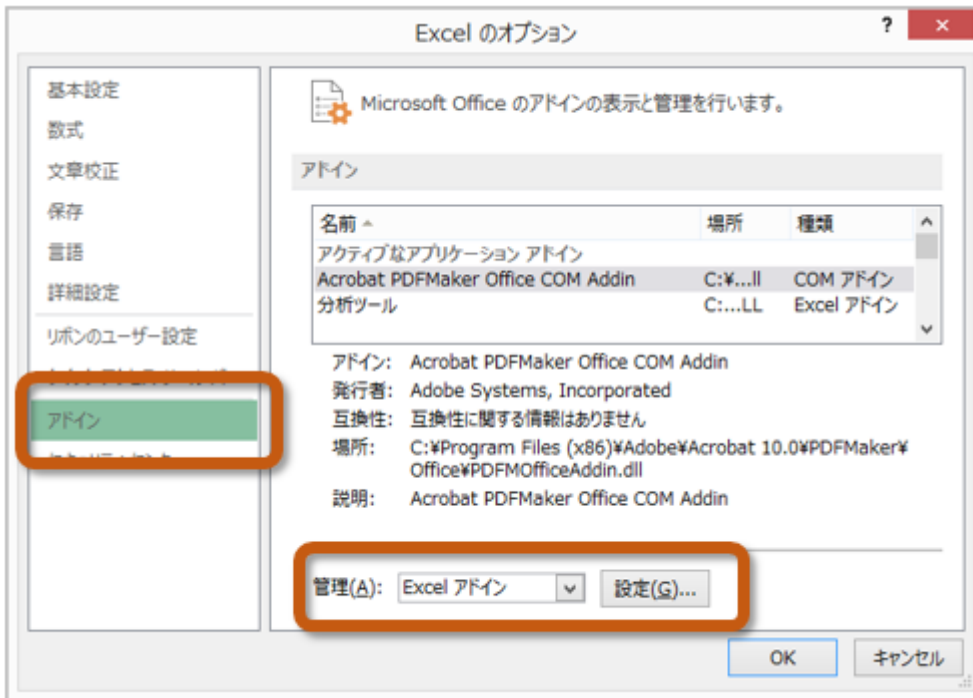 Excel のオプション
?
基本設定
数式
文章校正
保存
言語
詳細設定
リボンのユーザー設定
アドイン
Microsoft Office のアドインの表示と管理を行います。
アドイン
名前 場所 種類
アクティブなアプリケーション アドイン
Acrobat PDFMaker Office COM Addin C:¥...ll COM アドイン
分析ツール C:...LL Excel アドイン
アドイン: Acrobat PDFMaker Office COM Addin
発行者: Adobe Systems, Incorporated
互換性: 互換性に関する情報はありません
場所: C:¥Program Files (x86)¥Adobe¥Acrobat 10.0¥PDFMaker¥
Office¥PDFMOfficeAddin.dll
説明: Acrobat PDFMaker Office COM Addin
管理(A): Excel アドイン 設定(G)...
OK キャンセル